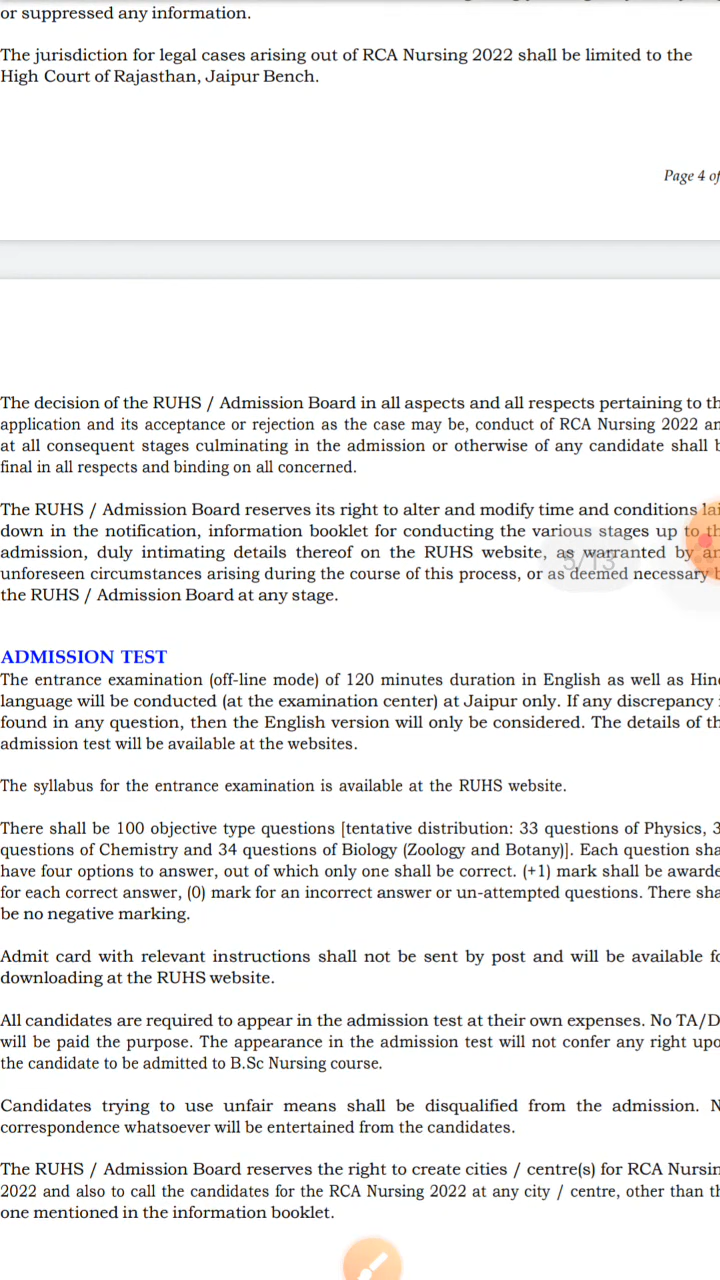 or suppressed any information.
The jurisdiction for legal cases arising out of RCA Nursing 2022 shall be limited to the
High Court of Rajasthan, Jaipur Bench.
Page 4 of
The decision of the RUHS / Admission Board in all aspects and all respects pertaining to th
application and its acceptance or rejection as the case may be, conduct of RCA Nursing 2022 an
at all consequent stages culminating in the admission or otherwise of any candidate shall b
final in all respects and binding on all concerned.
The RUHS / Admission Board reserves its right to alter and modify time and conditions lai
down in the notification, information booklet for conducting the various stages up to th
admission, duly intimating details thereof on the RUHS website, as warranted by an
5/13
unforeseen circumstances arising during the course of this process, or as deemed necessary b
the RUHS / Admission Board at any stage.
ADMISSION TEST
The entrance examination (off-line mode) of 120 minutes duration in English as well as Hind
language will be conducted (at the examination center) at Jaipur only. If any discrepancy
found in any question, then the English version will only be considered. The details of th
admission test will be available at the websites.
The syllabus for the entrance examination is available at the RUHS website.
There shall be 100 objective type questions [tentative distribution: 33 questions of Physics, 3
questions of Chemistry and 34 questions of Biology (Zoology and Botany)]. Each question sha
have four options to answer, out of which only one shall be correct. (+1) mark shall be awarde
for each correct answer, (0) mark for an incorrect answer or un-attempted questions. There sha
be no negative marking.
Admit card with relevant instructions shall not be sent by post and will be available fo
downloading at the RUHS website.
All candidates are required to appear in the admission test at their own expenses. No TA/D
will be paid the purpose. The appearance in the admission test will not confer any right upo
the candidate to be admitted to B.Sc Nursing course.
Candidates trying to use unfair means shall be disqualified from the admission. N
correspondence whatsoever will be entertained from the candidates.
The RUHS / Admission Board reserves the right to create cities / centre(s) for RCA Nursin
2022 and also to call the candidates for the RCA Nursing 2022 at any city / centre, other than th
one mentioned in the information booklet.